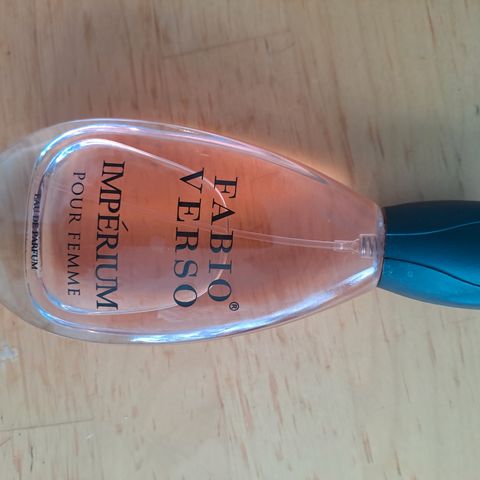 FABIO
VERSO®
IMPÉRIUM
POUR FEMME
EAU DE PARFUM